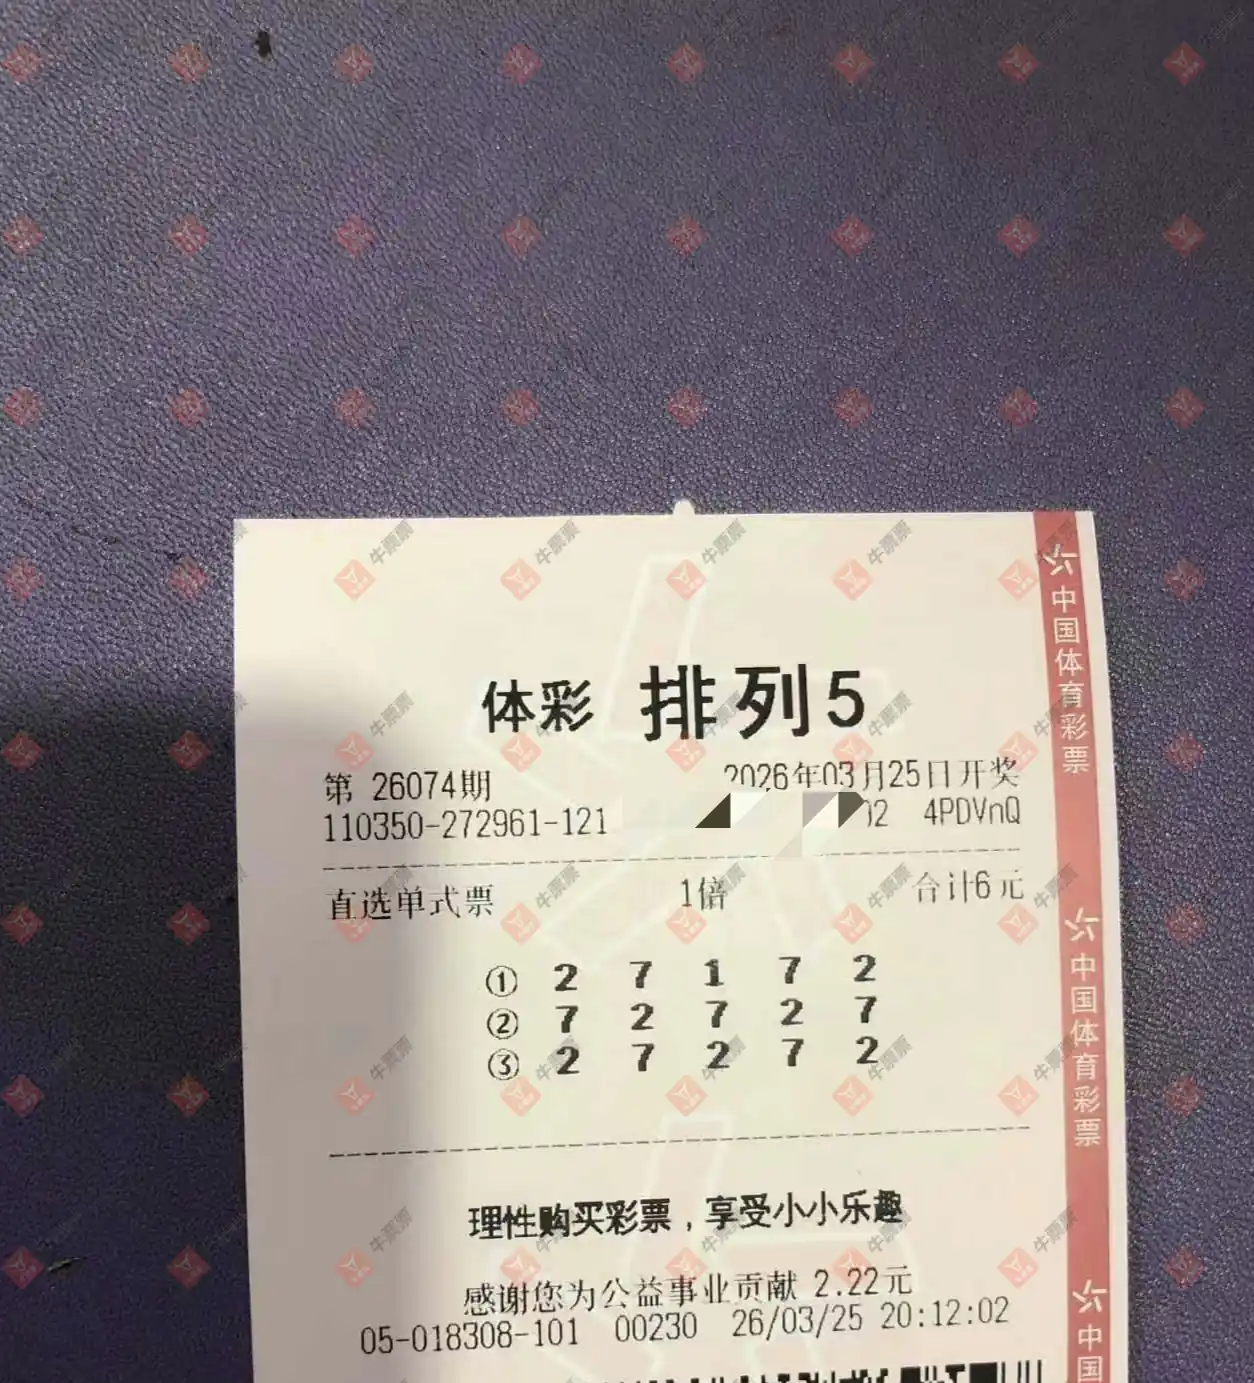 体彩 排列5
第 26074期 2026年03月25日开奖
110350-272961-121 02 4PDVnQ
直选单式票 1倍 合计6元
① 2 7 1 7 2
② 7 2 7 2 7
③ 2 7 2 7 2
理性购买彩票，享受小小乐趣
感谢您为公益事业贡献 2.22元
05-018308-101 00230 26/03/25 20:12:02
中国体育彩票
中国体育彩票
中国
牛票票